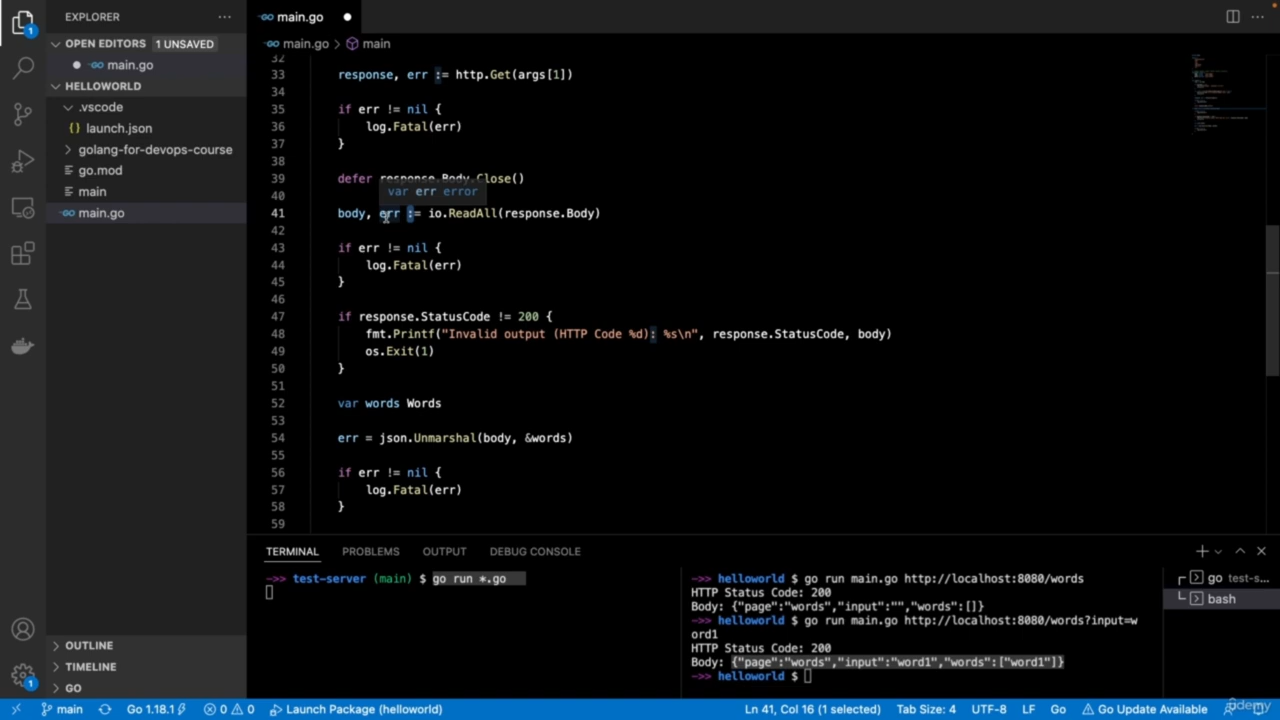 EXPLORER
OPEN EDITORS 1 UNSAVED
main.go
HELLOWORLD
.vscode
{} launch.json
golang-for-devops-course
go.mod
main
main.go
OUTLINE
TIMELINE
GO
1
1
main.go
main.go > main
32
33 response, err := http.Get(args[1])
34
35 if err != nil {
36 log.Fatal(err)
37 }
38
39 defer response.Body.Close()
40
var err error
41 body, err := io.ReadAll(response.Body)
42
43 if err != nil {
44 log.Fatal(err)
45 }
46
47 if response.StatusCode != 200 {
48 fmt.Printf("Invalid output (HTTP Code %d): %s\n", response.StatusCode, body)
49 os.Exit(1)
50 }
51
52 var words Words
53
54 err = json.Unmarshal(body, &words)
55
56 if err != nil {
57 log.Fatal(err)
58 }
59
TERMINAL PROBLEMS OUTPUT DEBUG CONSOLE
->> test-server (main) $ go run *.go
->> helloworld $ go run main.go http://localhost:8080/words
HTTP Status Code: 200
Body: {"page":"words","input":"","words":[]}
->> helloworld $ go run main.go http://localhost:8080/words?input=w
ord1
HTTP Status Code: 200
Body: {"page":"words","input":"word1","words":["word1"]}
->> helloworld $
go test-s...
bash
main Go 1.18.1 0 0 Launch Package (helloworld) Ln 41, Col 16 (1 selected) Tab Size: 4 UTF-8 LF Go Go Update Available
udemy